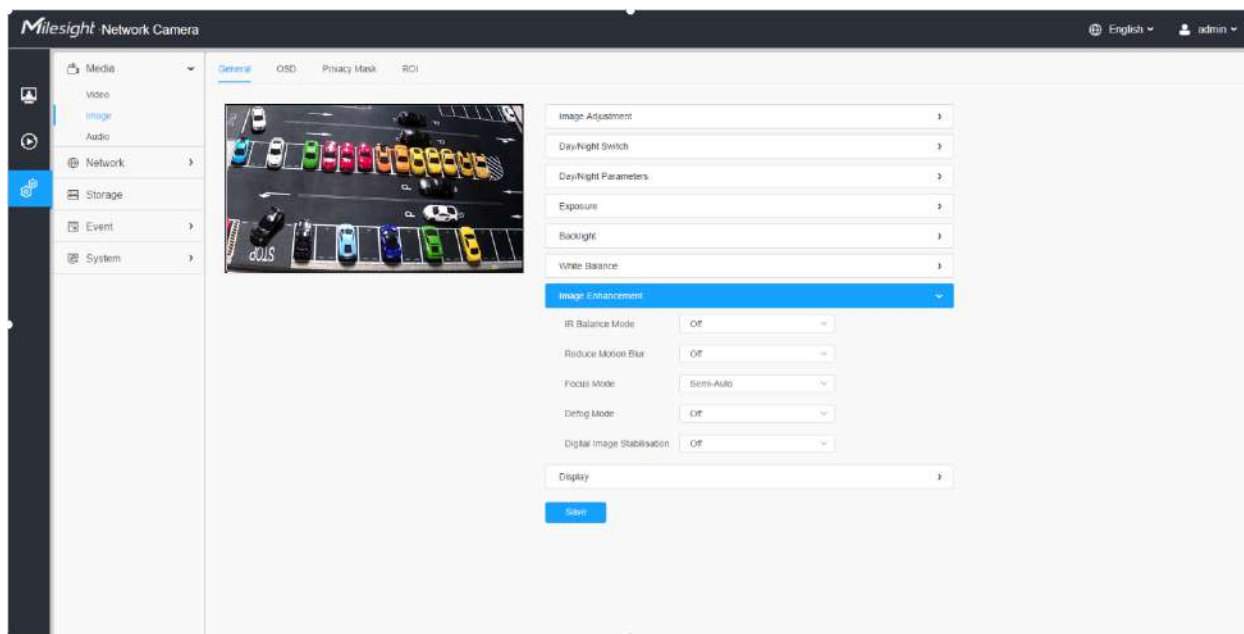 Milesight Network Camera
English
admin
Media
Video
Image
Audio
Network
Storage
Event
System
General OSD Privacy Mask ROI
STOP
P
P
P
P
Image Adjustment
Day/Night Switch
Day/Night Parameters
Exposure
Backlight
White Balance
Image Enhancement
IR Balance Mode Off
Reduce Motion Blur Off
Focus Mode Semi-Auto
Defog Mode Off
Digital Image Stabilisation Off
Display
Save